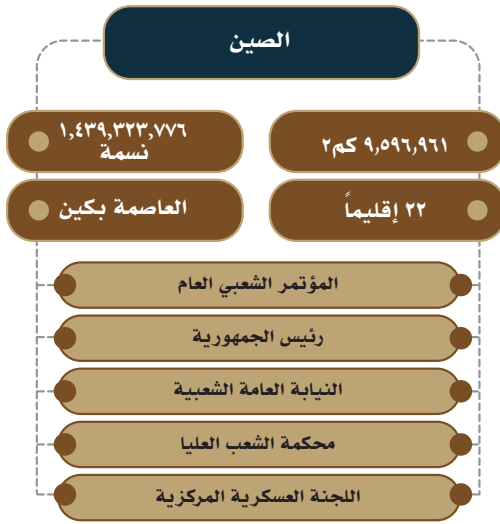 الصين
٩,٥٩٦,٩٦١ كم٢
١,٤٣٩,٣٢٣,٧٧٦
نسمة
٢٢ إقليماً
العاصمة بكين
المؤتمر الشعبي العام
رئيس الجمهورية
النيابة العامة الشعبية
محكمة الشعب العليا
اللجنة العسكرية المركزية